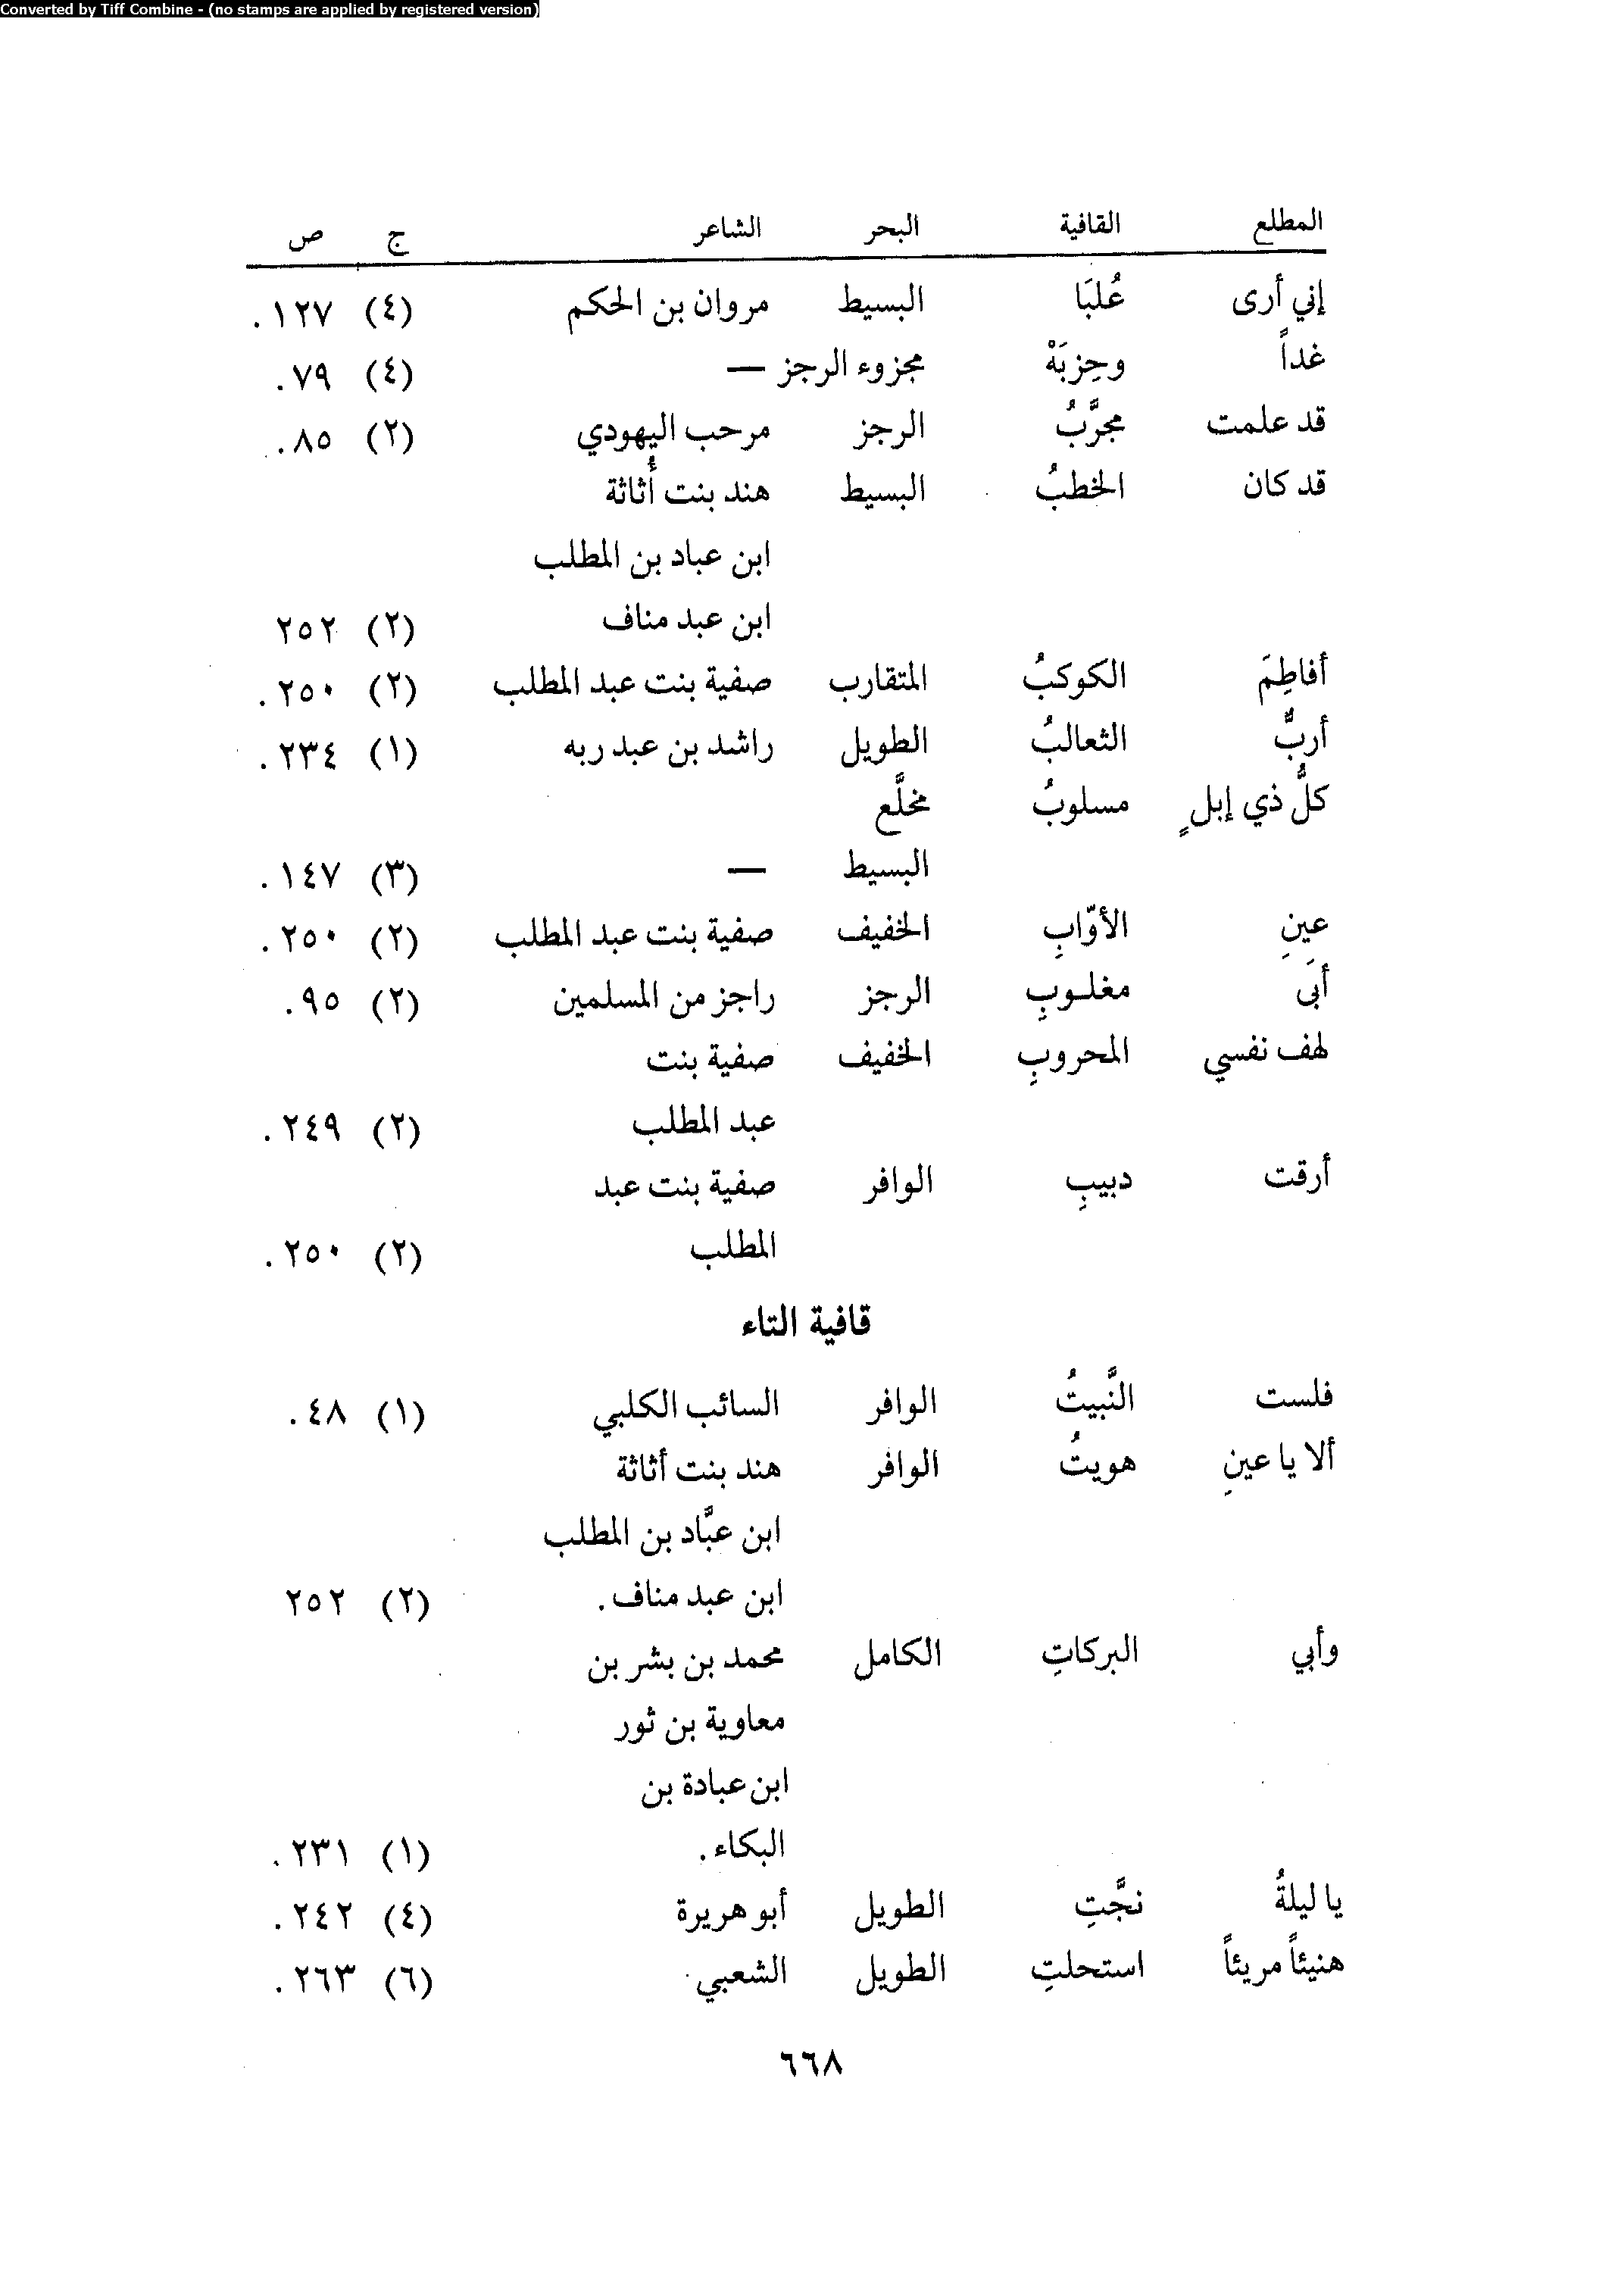 Converted by Tiff Combine - (no stamps are applied by registered version)
المطلع القافية البحر الشاعر ج ص
إني أرى عُلبَا البسيط مروان بن الحكم (٤) ١٢٧.
غداً وحِزبَهْ مجزوء الرجز — (٤) ٧٩.
قد علمت مجرَّبُ الرجز مرحب اليهودي (٢) ٨٥.
قد كان الخطبُ البسيط هند بنت أُثاثة
ابن عباد بن المطلب
ابن عبد مناف (٢) ٢٥٢
أفاطِمَ الكوكبُ المتقارب صفية بنت عبد المطلب (٢) ٢٥٠.
أربٌّ الثعالبُ الطويل راشد بن عبد ربه (١) ٢٣٤.
كلُّ ذي إبلٍ مسلوبُ مخلَّع
البسيط — (٣) ١٤٧.
عينِ الأوّابِ الخفيف صفية بنت عبد المطلب (٢) ٢٥٠.
أبَى مغلوبِ الرجز راجز من المسلمين (٢) ٩٥.
لهف نفسي المحروبِ الخفيف صفية بنت
عبد المطلب (٢) ٢٤٩.
أرقت دبيبِ الوافر صفية بنت عبد
المطلب (٢) ٢٥٠.
قافية التاء
فلست النَّبيتُ الوافر السائب الكلبي (١) ٤٨.
ألا يا عينِ هويتُ الوافر هند بنت أثاثة
ابن عبَّاد بن المطلب
ابن عبد مناف. (٢) ٢٥٢
وأبي البركاتِ الكامل محمد بن بشر بن
معاوية بن ثور
ابن عبادة بن
البكاء. (١) ٢٣١.
يا ليلةُ نجَّتِ الطويل أبو هريرة (٤) ٢٤٢.
هنيئاً مريئاً استحلتِ الطويل الشعبي (٦) ٢٦٣.
٦٦٨